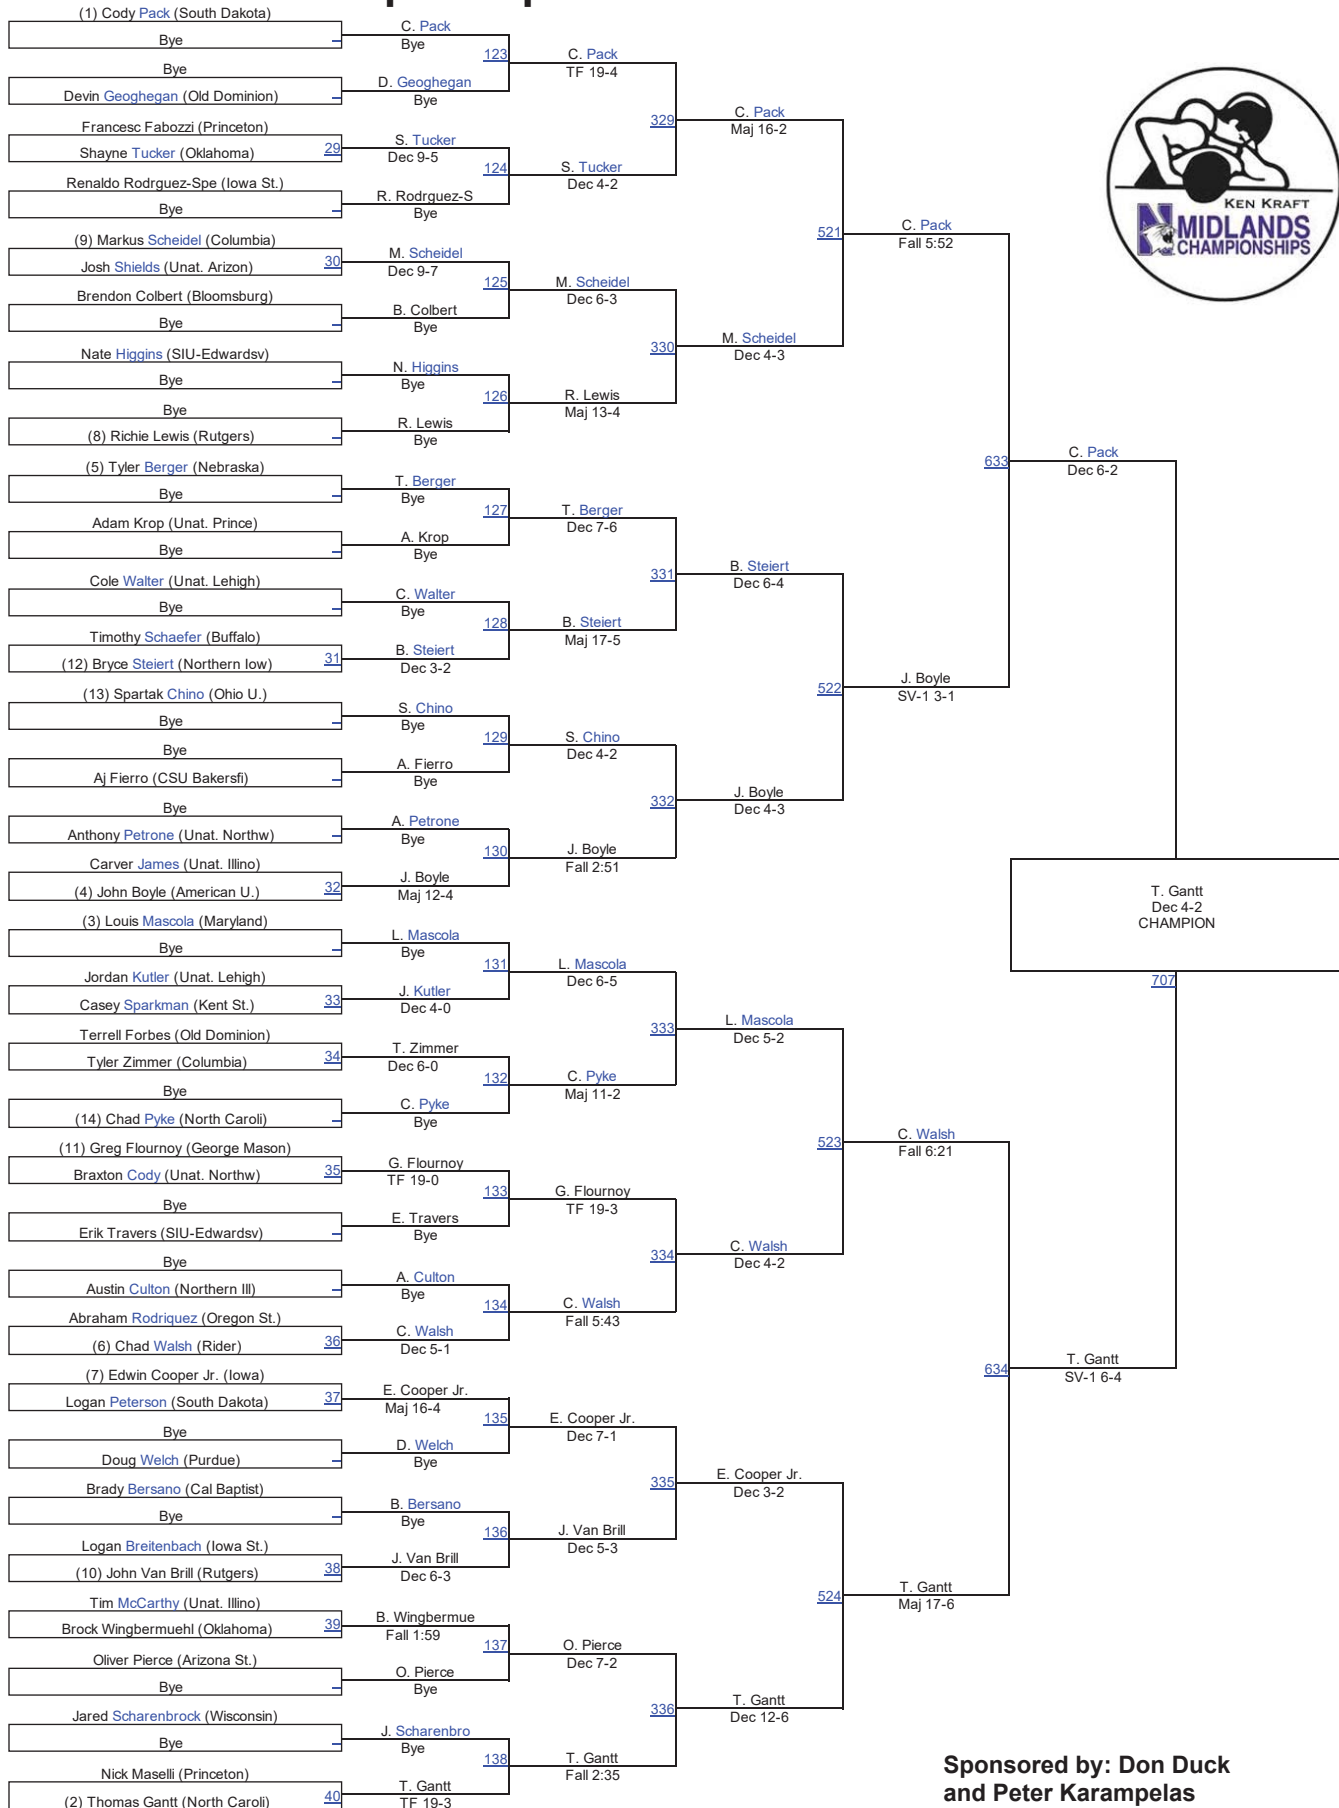 (1) Cody Pack (South Dakota)
Bye
Bye
Devin Geoghegan (Old Dominion)
Francesc Fabozzi (Princeton)
Shayne Tucker (Oklahoma)
29
Renaldo Rodrguez-Spe (Iowa St.)
Bye
(9) Markus Scheidel (Columbia)
Josh Shields (Unat. Arizon)
30
Brendon Colbert (Bloomsburg)
Bye
Nate Higgins (SIU-Edwardsv)
Bye
Bye
(8) Richie Lewis (Rutgers)
(5) Tyler Berger (Nebraska)
Bye
Adam Krop (Unat. Prince)
Bye
Cole Walter (Unat. Lehigh)
Bye
Timothy Schaefer (Buffalo)
(12) Bryce Steiert (Northern Iow)
31
(13) Spartak Chino (Ohio U.)
Bye
Bye
Aj Fierro (CSU Bakersfi)
Bye
Anthony Petrone (Unat. Northw)
Carver James (Unat. Illino)
(4) John Boyle (American U.)
32
(3) Louis Mascola (Maryland)
Bye
Jordan Kutler (Unat. Lehigh)
Casey Sparkman (Kent St.)
33
Terrell Forbes (Old Dominion)
Tyler Zimmer (Columbia)
34
Bye
(14) Chad Pyke (North Caroli)
(11) Greg Flournoy (George Mason)
Braxton Cody (Unat. Northw)
35
Bye
Erik Travers (SIU-Edwardsv)
Bye
Austin Culton (Northern Ill)
Abraham Rodriquez (Oregon St.)
(6) Chad Walsh (Rider)
36
(7) Edwin Cooper Jr. (Iowa)
Logan Peterson (South Dakota)
37
Bye
Doug Welch (Purdue)
Brady Bersano (Cal Baptist)
Bye
Logan Breitenbach (Iowa St.)
(10) John Van Brill (Rutgers)
38
Tim McCarthy (Unat. Illino)
Brock Wingbermuehl (Oklahoma)
39
Oliver Pierce (Arizona St.)
Bye
Jared Scharenbrock (Wisconsin)
Bye
Nick Maselli (Princeton)
(2) Thomas Gantt (North Caroli)
40
C. Pack
Bye
123
D. Geoghegan
Bye
S. Tucker
Dec 9-5
124
R. Rodrguez-S
Bye
M. Scheidel
Dec 9-7
125
B. Colbert
Bye
N. Higgins
Bye
126
R. Lewis
Bye
T. Berger
Bye
127
A. Krop
Bye
C. Walter
Bye
128
B. Steiert
Dec 3-2
S. Chino
Bye
129
A. Fierro
Bye
A. Petrone
Bye
130
J. Boyle
Maj 12-4
L. Mascola
Bye
131
J. Kutler
Dec 4-0
T. Zimmer
Dec 6-0
132
C. Pyke
Bye
G. Flournoy
TF 19-0
133
E. Travers
Bye
A. Culton
Bye
134
C. Walsh
Dec 5-1
E. Cooper Jr.
Maj 16-4
135
D. Welch
Bye
B. Bersano
Bye
136
J. Van Brill
Dec 6-3
B. Wingbermue
Fall 1:59
137
O. Pierce
Bye
J. Scharenbro
Bye
138
T. Gantt
TF 19-3
C. Pack
TF 19-4
329
S. Tucker
Dec 4-2
M. Scheidel
Dec 6-3
330
R. Lewis
Maj 13-4
T. Berger
Dec 7-6
331
B. Steiert
Maj 17-5
S. Chino
Dec 4-2
332
J. Boyle
Fall 2:51
L. Mascola
Dec 6-5
333
C. Pyke
Maj 11-2
G. Flournoy
TF 19-3
334
C. Walsh
Fall 5:43
E. Cooper Jr.
Dec 7-1
335
J. Van Brill
Dec 5-3
O. Pierce
Dec 7-2
336
T. Gantt
Fall 2:35
C. Pack
Maj 16-2
521
M. Scheidel
Dec 4-3
B. Steiert
Dec 6-4
522
J. Boyle
Dec 4-3
L. Mascola
Dec 5-2
523
C. Walsh
Dec 4-2
E. Cooper Jr.
Dec 3-2
524
T. Gantt
Dec 12-6
C. Pack
Fall 5:52
633
J. Boyle
SV-1 3-1
C. Walsh
Fall 6:21
634
T. Gantt
Maj 17-6
C. Pack
Dec 6-2
T. Gantt
Dec 4-2
CHAMPION
707
T. Gantt
SV-1 6-4
KEN KRAFT
N MIDLANDS
CHAMPIONSHIPS
Sponsored by: Don Duck
and Peter Karampelas